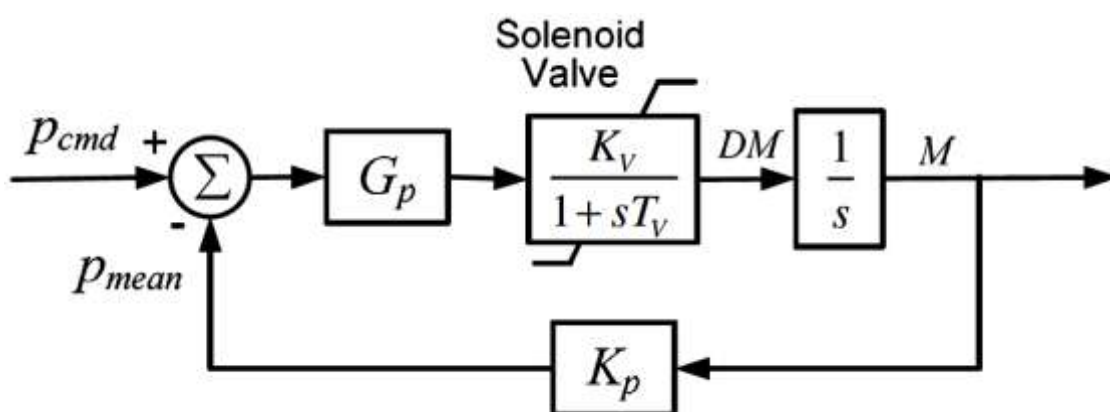 Solenoid
Valve
p_cmd
+
Σ
-
p_mean
G_p
K_V
1 + sT_V
DM
1
s
M
K_p